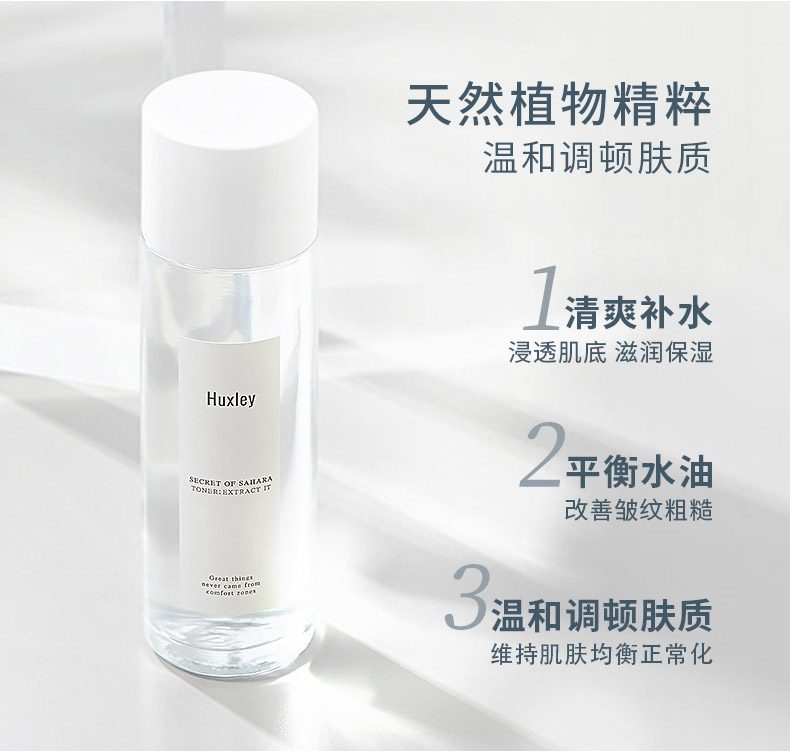 天然植物精粹
温和调顿肤质
1 清爽补水
浸透肌底 滋润保湿
2 平衡水油
改善皱纹粗糙
3 温和调顿肤质
维持肌肤均衡正常化
Huxley
SECRET OF SAHARA
TONER:EXTRACT IT
Great things
never came from
comfort zones